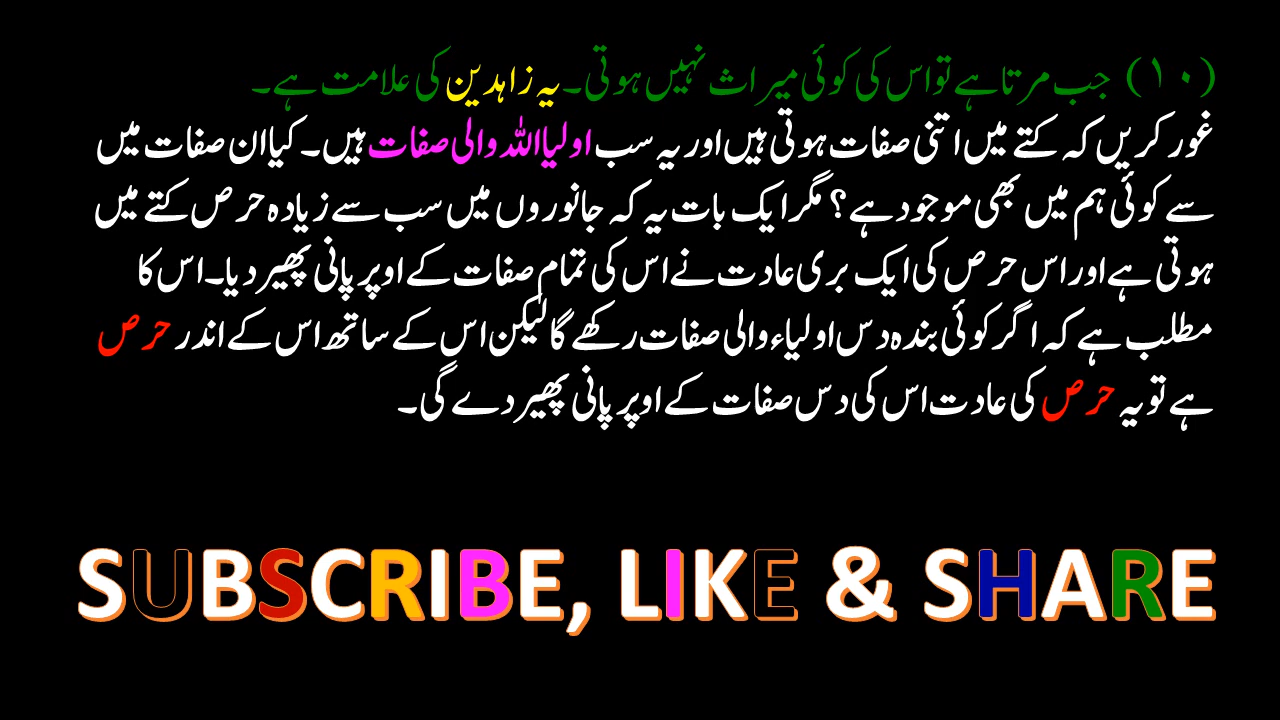 (۱۰) جب مرتا ہے تو اس کی کوئی میراث نہیں ہوتی۔ یہ زاہدین کی علامت ہے۔
غور کریں کہ کتے میں اتنی صفات ہوتی ہیں اور یہ سب اولیا اللہ والی صفات ہیں۔ کیا ان صفات میں
سے کوئی ہم میں بھی موجود ہے؟ مگر ایک بات یہ کہ جانوروں میں سب سے زیادہ حرص کتے میں
ہوتی ہے اور اس حرص کی ایک بری عادت نے اس کی تمام صفات کے اوپر پانی پھیر دیا۔ اس کا
مطلب ہے کہ اگر کوئی بندہ دس اولیاء والی صفات رکھے گا لیکن اس کے ساتھ اس کے اندر حرص
ہے تو یہ حرص کی عادت اس کی دس صفات کے اوپر پانی پھیر دے گی۔
SUBSCRIBE, LIKE & SHARE